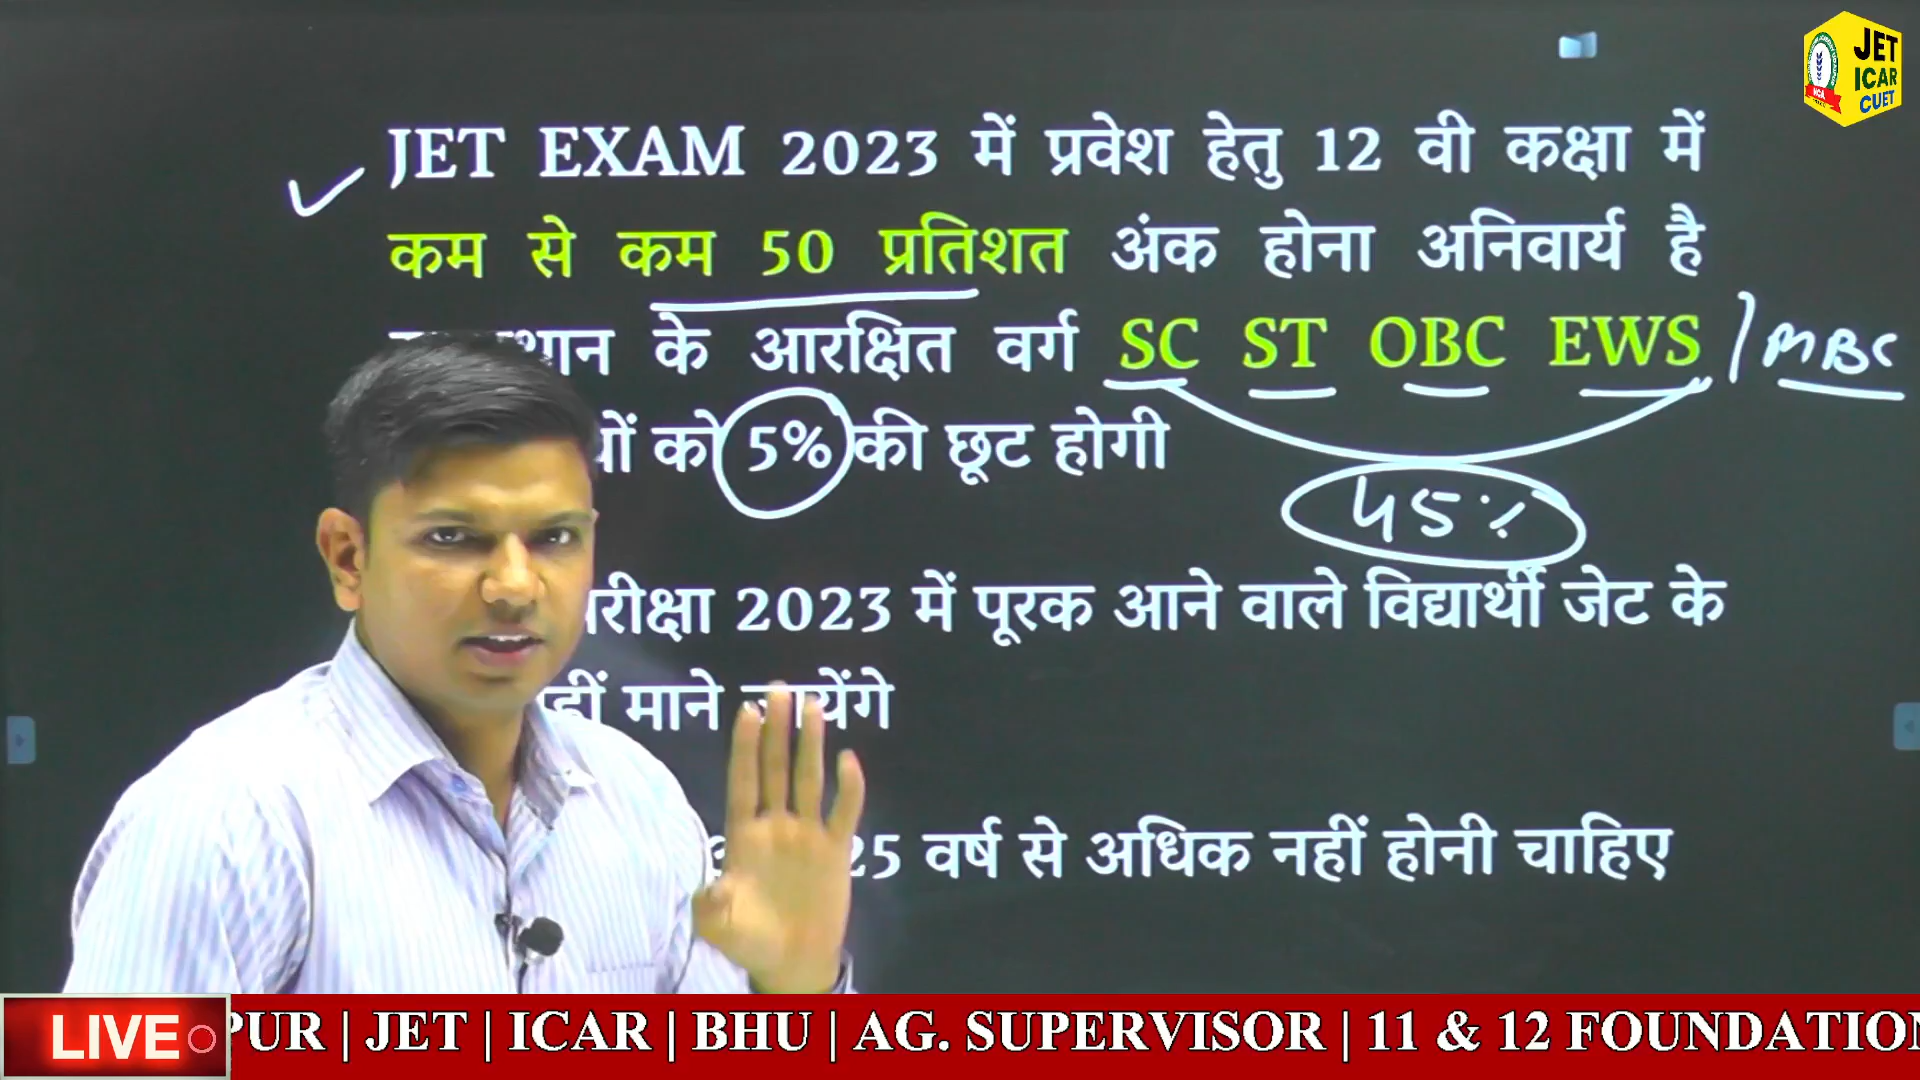 JET
ICAR
CUET
JET EXAM 2023 में प्रवेश हेतु 12 वी कक्षा में
कम से कम 50 प्रतिशत अंक होना अनिवार्य है
के आरक्षित वर्ग SC ST OBC EWS / MBC
को 5% की छूट होगी
45%
2023 में पूरक आने वाले विद्यार्थी जेट के
माने जायेंगे
25 वर्ष से अधिक नहीं होनी चाहिए
LIVE PUR | JET | ICAR | BHU | AG. SUPERVISOR | 11 & 12 FOUNDATION